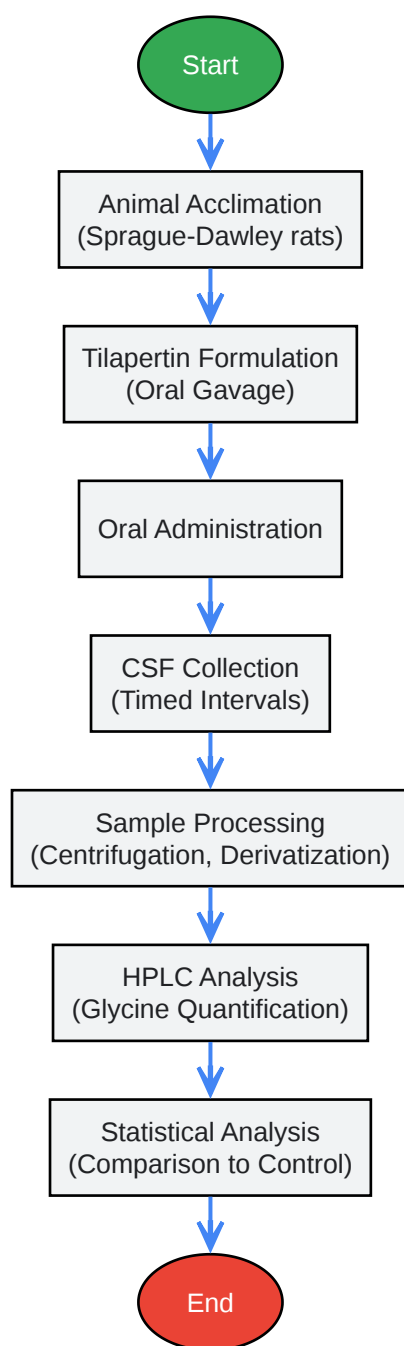 Start
Animal Acclimation
(Sprague-Dawley rats)
Tilapertin Formulation
(Oral Gavage)
Oral Administration
CSF Collection
(Timed Intervals)
Sample Processing
(Centrifugation, Derivatization)
HPLC Analysis
(Glycine Quantification)
Statistical Analysis
(Comparison to Control)
End